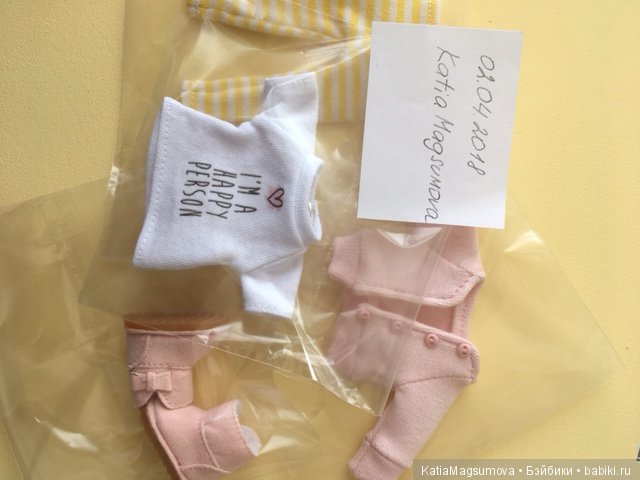 02.04.2018
Katia Magsumova
I'M A
HAPPY
PERSON
KatiaMagsumova • Бэйбики • babiki.ru